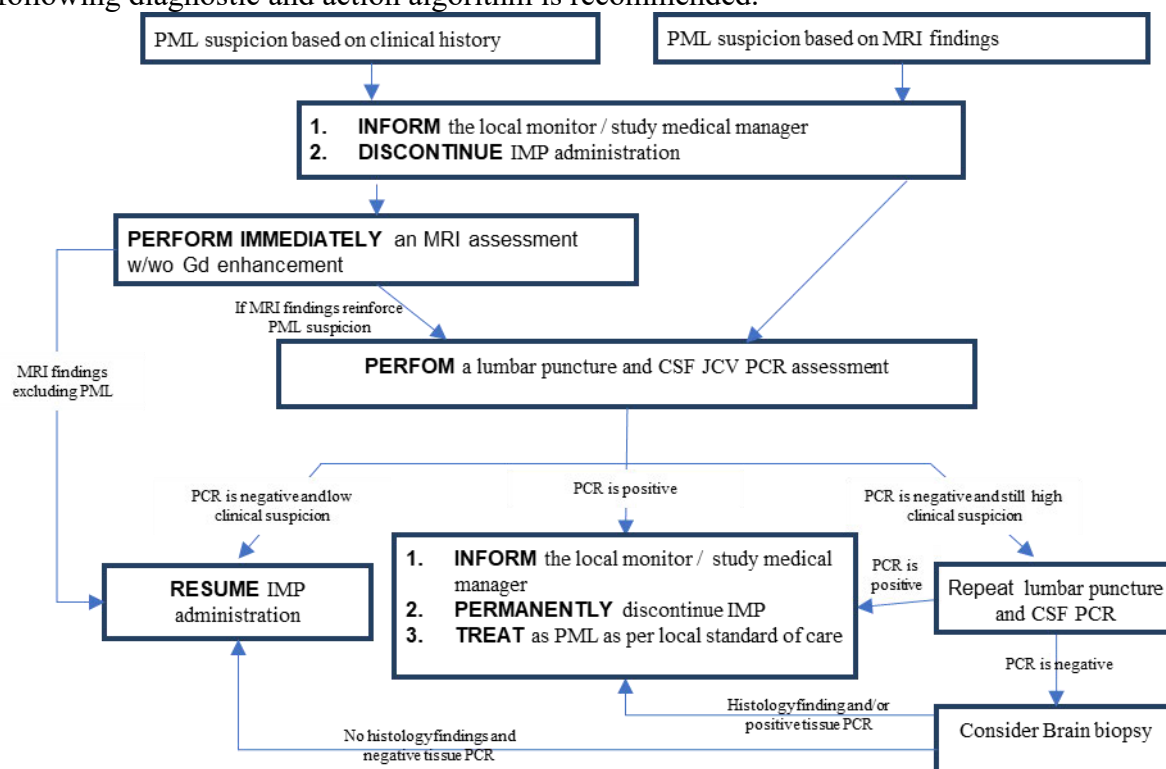 following diagnostic and action algorithm is recommended.
PML suspicion based on clinical history
PML suspicion based on MRI findings
1. INFORM the local monitor / study medical manager
2. DISCONTINUE IMP administration
PERFORM IMMEDIATELY an MRI assessment
w/wo Gd enhancement
If MRI findings reinforce
PML suspicion
MRI findings
excluding PML
PERFOM a lumbar puncture and CSF JCV PCR assessment
PCR is negative and low
clinical suspicion
PCR is positive
PCR is negative and still high
clinical suspicion
RESUME IMP
administration
1. INFORM the local monitor / study medical
manager
2. PERMANENTLY discontinue IMP
3. TREAT as PML as per local standard of care
PCR is
positive
Repeat lumbar puncture
and CSF PCR
PCR is negative
Histology finding and/or
positive tissue PCR
Consider Brain biopsy
No histology findings and
negative tissue PCR